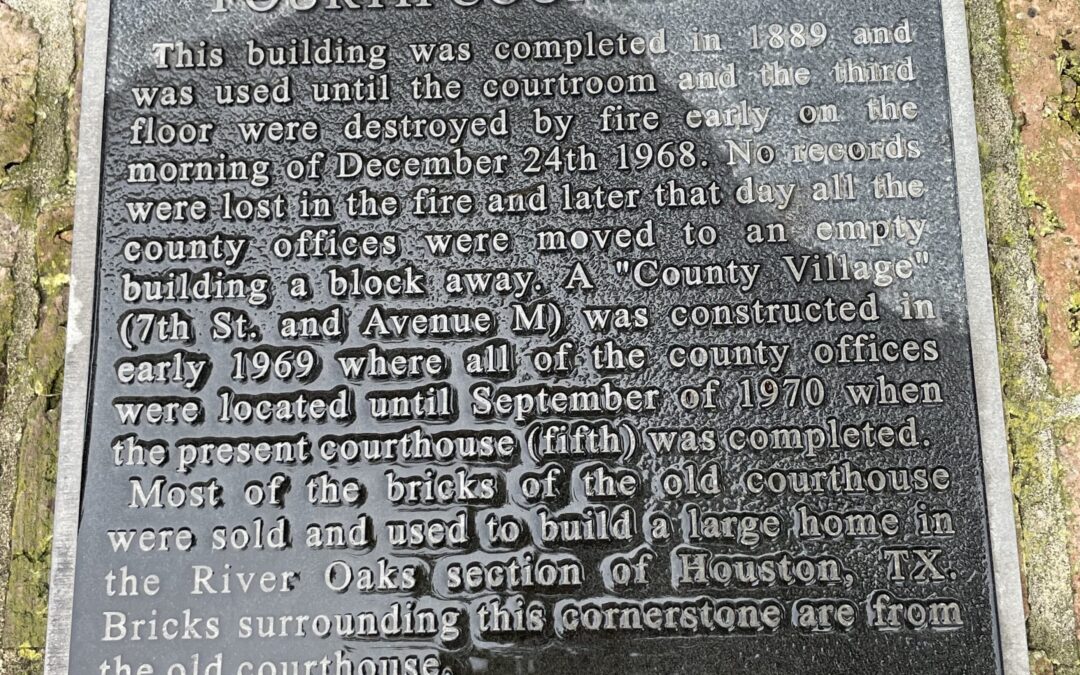 FOURTH
This building was completed in 1889 and
was used until the courtroom and the third
floor were destroyed by fire early on the
morning of December 24th 1968. No records
were lost in the fire and later that day all the
county offices were moved to an empty
building a block away. A "County Village"
(7th St. and Avenue M) was constructed in
early 1969 where all of the county offices
were located until September of 1970 when
the present courthouse (fifth) was completed.
Most of the bricks of the old courthouse
were sold and used to build a large home in
the River Oaks section of Houston, TX.
Bricks surrounding this cornerstone are from
the old courthouse.